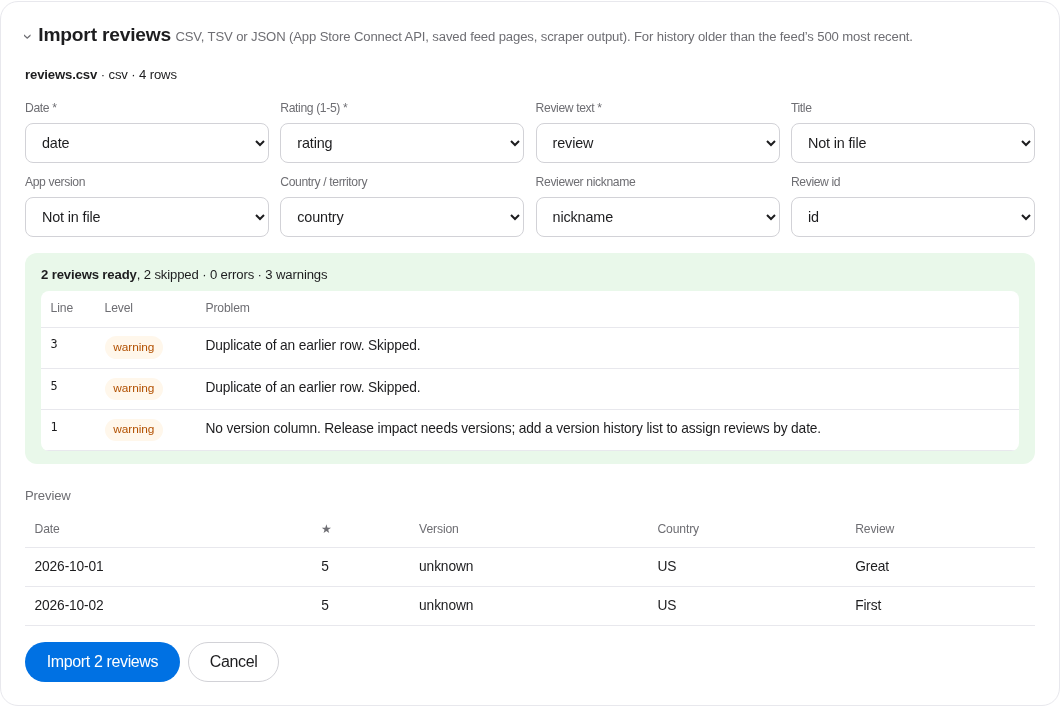 Import reviews CSV, TSV or JSON (App Store Connect API, saved feed pages, scraper output). For history older than the feed's 500 most recent.
reviews.csv · csv · 4 rows
Date * Rating (1-5) * Review text * Title
date rating review Not in file
App version Country / territory Reviewer nickname Review id
Not in file country nickname id
2 reviews ready, 2 skipped · 0 errors · 3 warnings
Line Level Problem
3 warning Duplicate of an earlier row. Skipped.
5 warning Duplicate of an earlier row. Skipped.
1 warning No version column. Release impact needs versions; add a version history list to assign reviews by date.
Preview
Date ★ Version Country Review
2026-10-01 5 unknown US Great
2026-10-02 5 unknown US First
Import 2 reviews Cancel